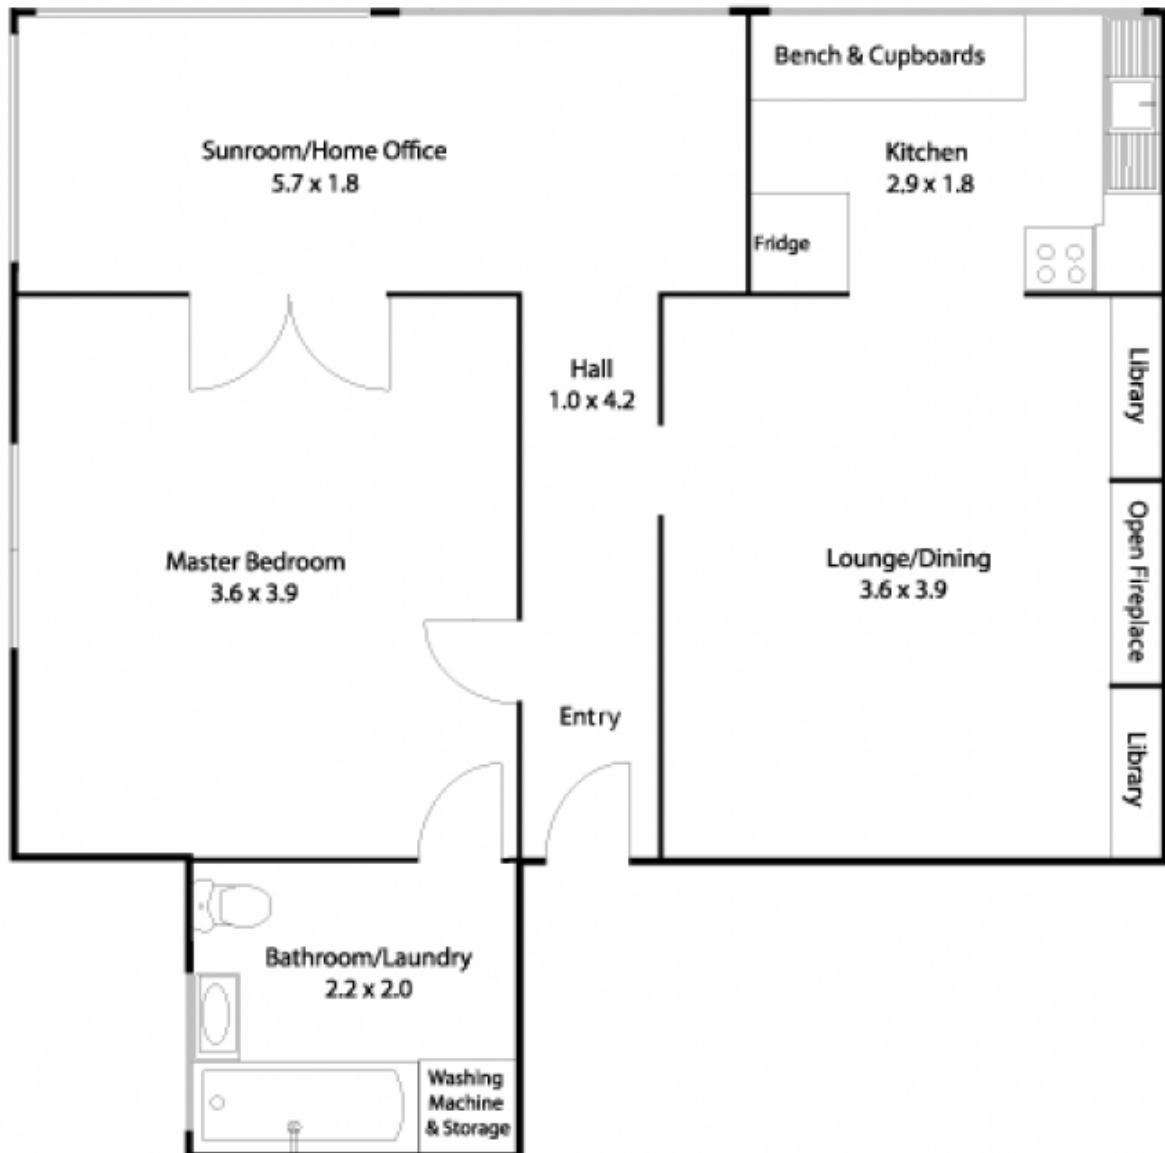 Bench & Cupboards
Sunroom/Home Office
5.7 x 1.8
Kitchen
2.9 x 1.8
Fridge
Hall
1.0 x 4.2
Library
Master Bedroom
3.6 x 3.9
Lounge/Dining
3.6 x 3.9
Open Fireplace
Entry
Library
Bathroom/Laundry
2.2 x 2.0
Washing
Machine
& Storage